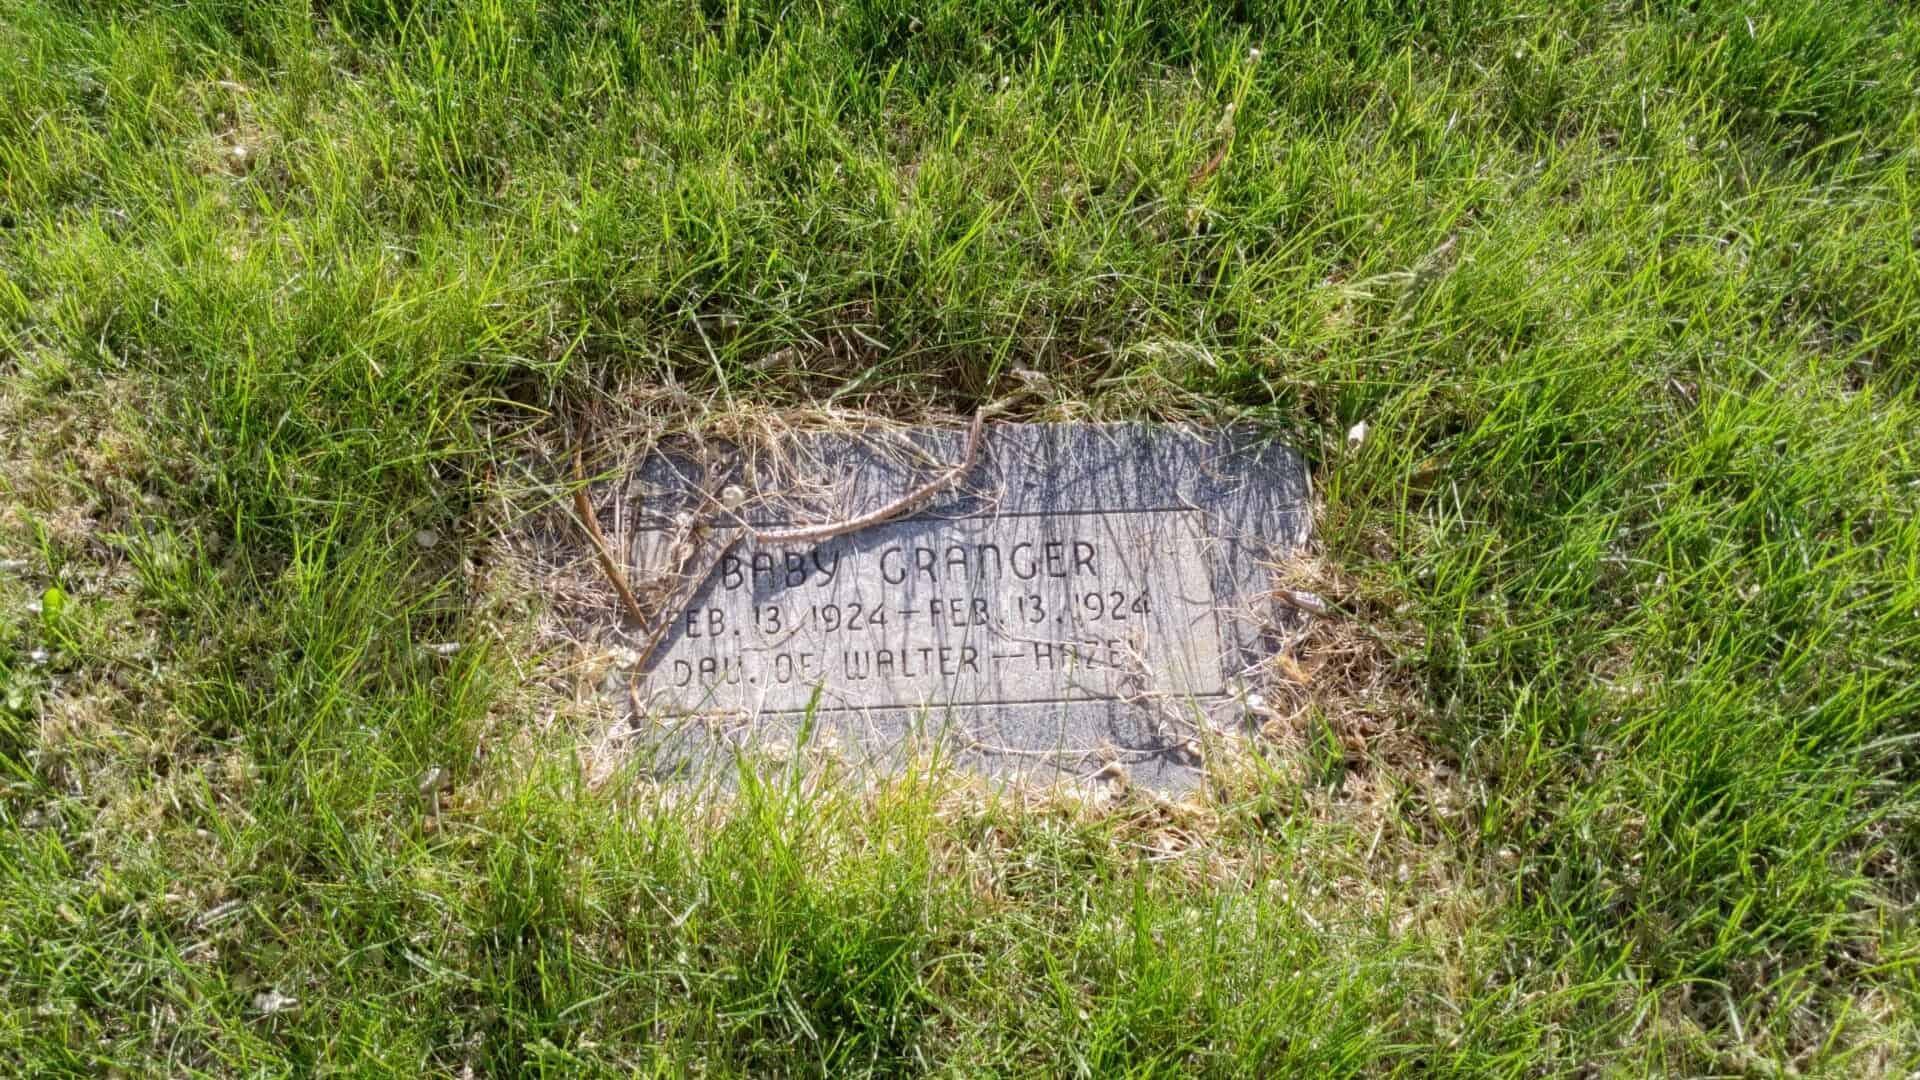 BABY GRANGER
FEB. 13. 1924 — FEB. 13. 1924
DAU. OF WALTER — HAZEL